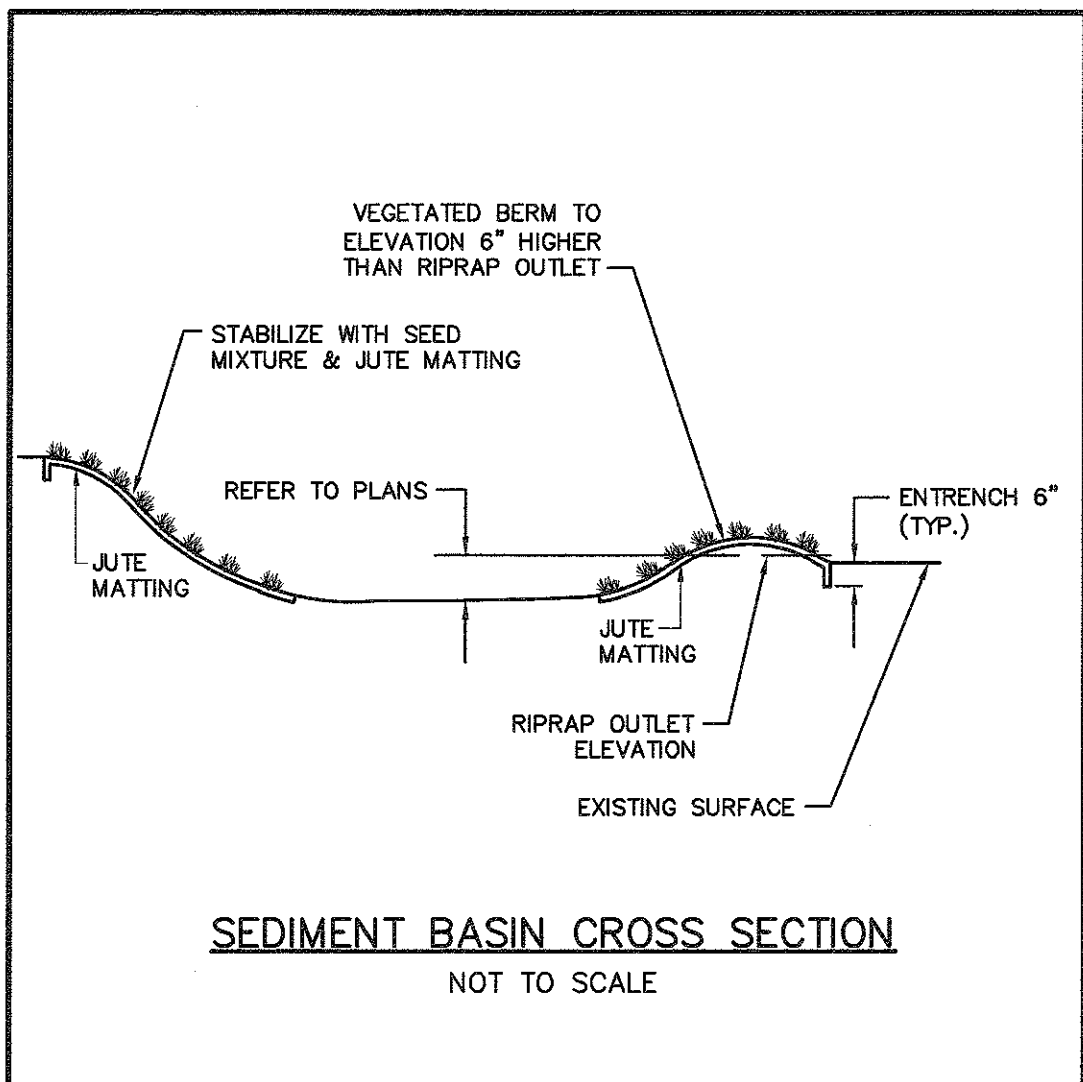 VEGETATED BERM TO
ELEVATION 6" HIGHER
THAN RIPRAP OUTLET
STABILIZE WITH SEED
MIXTURE & JUTE MATTING
REFER TO PLANS
ENTRENCH 6"
(TYP.)
JUTE
MATTING
JUTE
MATTING
RIPRAP OUTLET
ELEVATION
EXISTING SURFACE
SEDIMENT BASIN CROSS SECTION
NOT TO SCALE